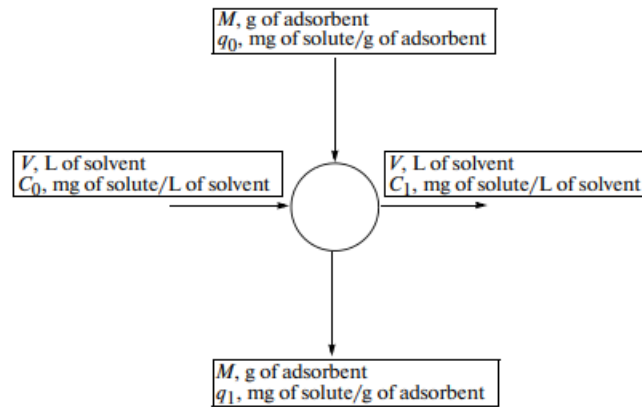 M, g of adsorbent
q₀, mg of solute/g of adsorbent
V, L of solvent
C₀, mg of solute/L of solvent
V, L of solvent
C₁, mg of solute/L of solvent
M, g of adsorbent
q₁, mg of solute/g of adsorbent